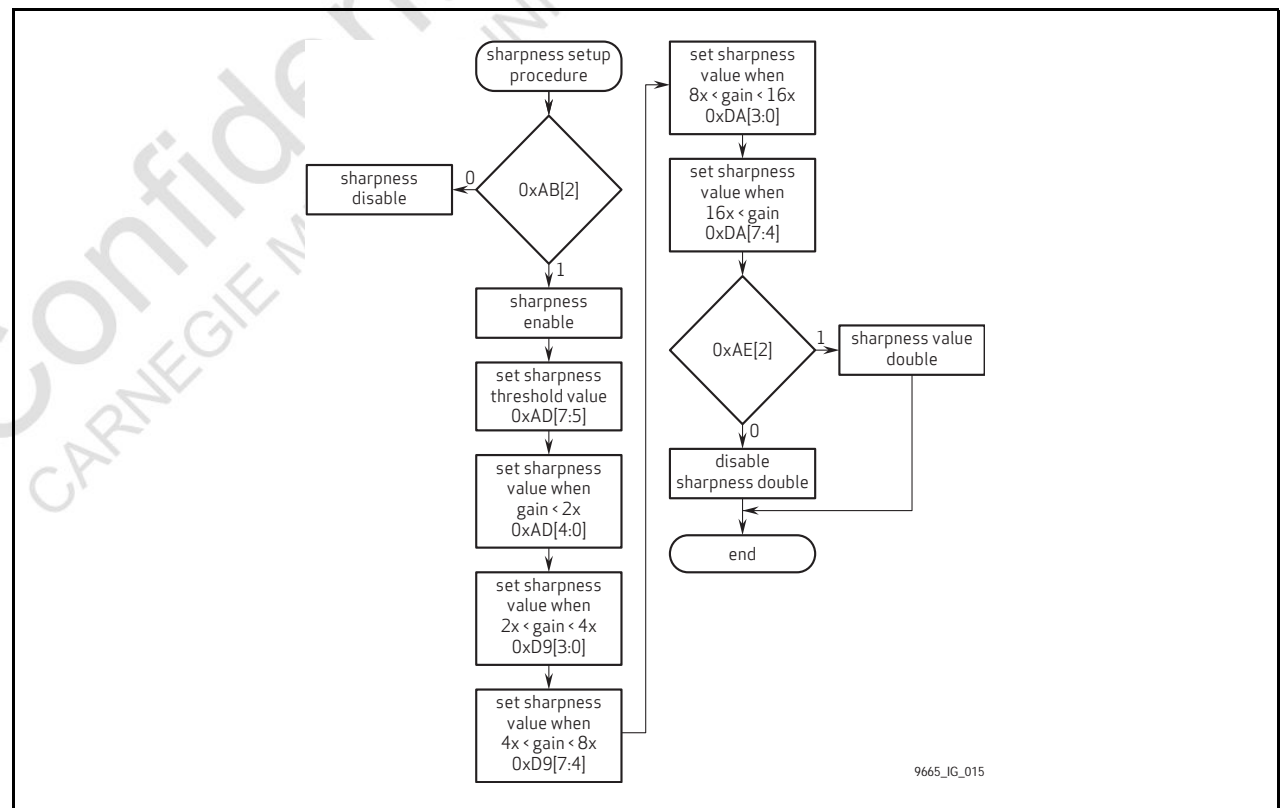 Confiden
CARNEGIE M
sharpness setup
procedure
0xAB[2]
0
sharpness
disable
1
sharpness
enable
set sharpness
threshold value
0xAD[7:5]
set sharpness
value when
gain < 2x
0xAD[4:0]
set sharpness
value when
2x < gain < 4x
0xD9[3:0]
set sharpness
value when
4x < gain < 8x
0xD9[7:4]
set sharpness
value when
8x < gain < 16x
0xDA[3:0]
set sharpness
value when
16x < gain
0xDA[7:4]
0xAE[2]
1
sharpness value
double
0
disable
sharpness double
end
9665_IG_015